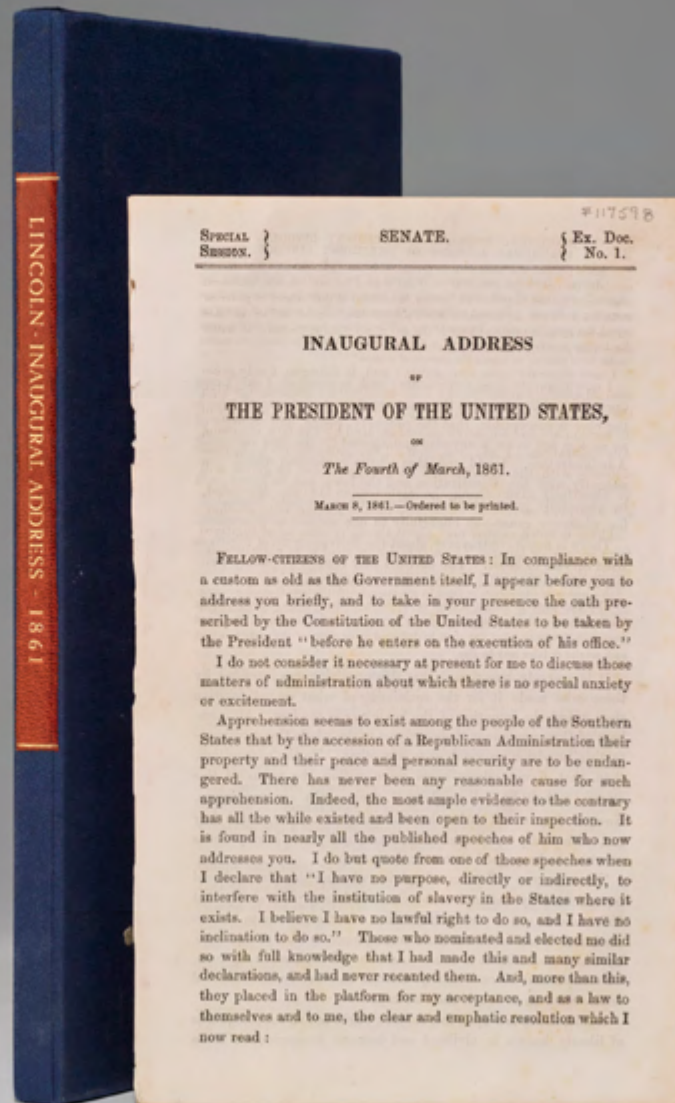 LINCOLN · INAUGURAL ADDRESS - 1861
#117598
SPECIAL SESSION.
SENATE.
Ex. Doc. No. 1.
INAUGURAL ADDRESS
OF
THE PRESIDENT OF THE UNITED STATES,
ON
The Fourth of March, 1861.
MARCH 8, 1861.—Ordered to be printed.
FELLOW-CITIZENS OF THE UNITED STATES: In compliance with
a custom as old as the Government itself, I appear before you to
address you briefly, and to take in your presence the oath pre-
scribed by the Constitution of the United States to be taken by
the President "before he enters on the execution of his office."
I do not consider it necessary at present for me to discuss those
matters of administration about which there is no special anxiety
or excitement.
Apprehension seems to exist among the people of the Southern
States that by the accession of a Republican Administration their
property and their peace and personal security are to be endan-
gered. There has never been any reasonable cause for such
apprehension. Indeed, the most ample evidence to the contrary
has all the while existed and been open to their inspection. It
is found in nearly all the published speeches of him who now
addresses you. I do but quote from one of those speeches when
I declare that "I have no purpose, directly or indirectly, to
interfere with the institution of slavery in the States where it
exists. I believe I have no lawful right to do so, and I have no
inclination to do so." Those who nominated and elected me did
so with full knowledge that I had made this and many similar
declarations, and had never recanted them. And, more than this,
they placed in the platform for my acceptance, and as a law to
themselves and to me, the clear and emphatic resolution which I
now read: